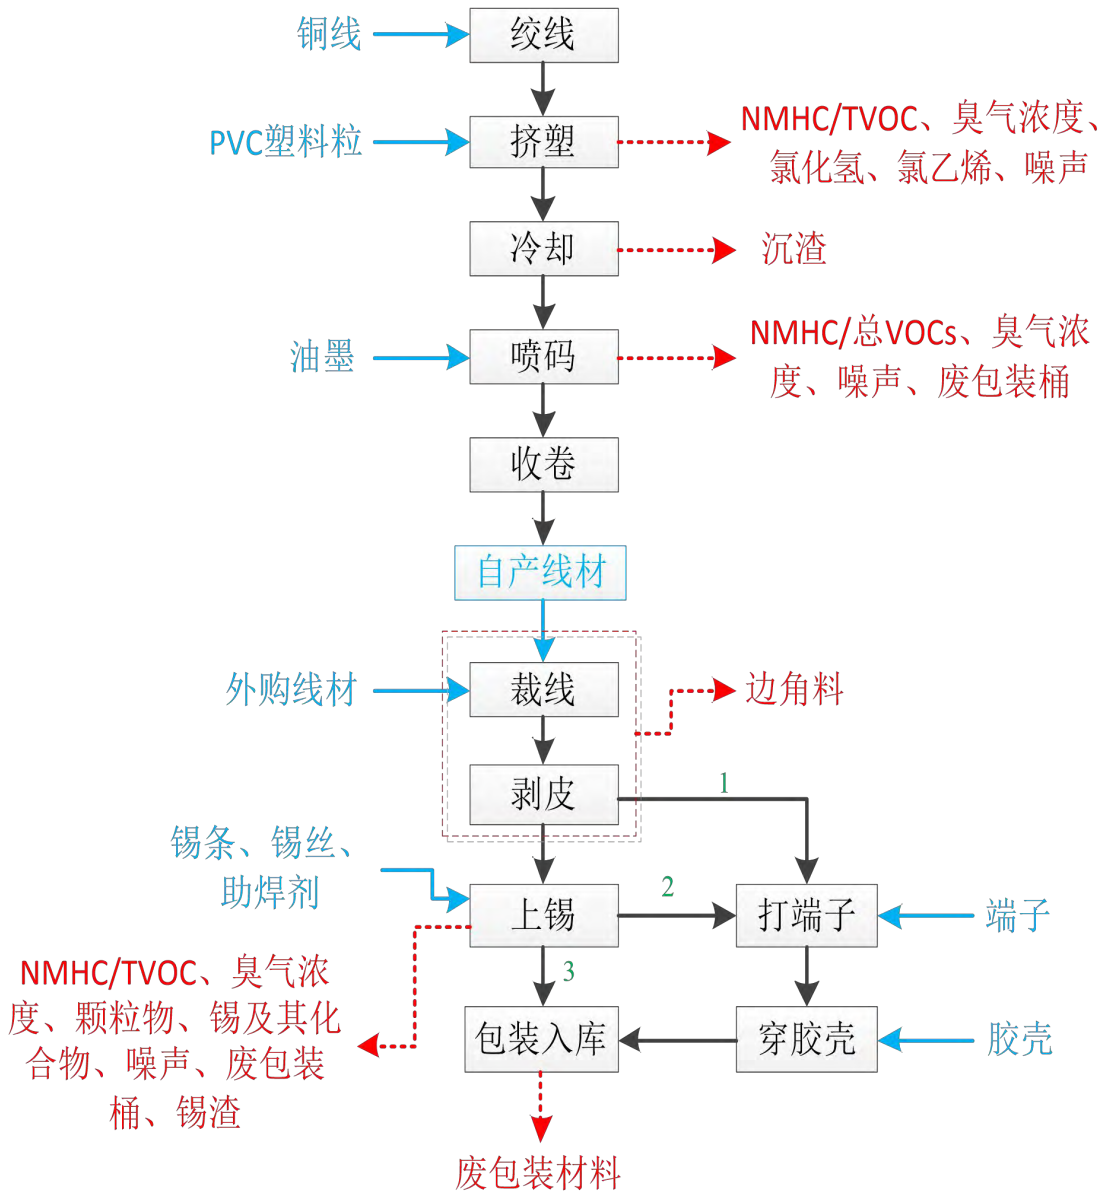 铜线
绞线
PVC塑料粒
挤塑
NMHC/TVOC、臭气浓度、
氯化氢、氯乙烯、噪声
冷却
沉渣
油墨
喷码
NMHC/总VOCs、臭气浓
度、噪声、废包装桶
收卷
自产线材
外购线材
裁线
边角料
剥皮
1
锡条、锡丝、
助焊剂
上锡
2
打端子
端子
NMHC/TVOC、臭气浓
度、颗粒物、锡及其化
合物、噪声、废包装
桶、锡渣
3
包装入库
穿胶壳
胶壳
废包装材料